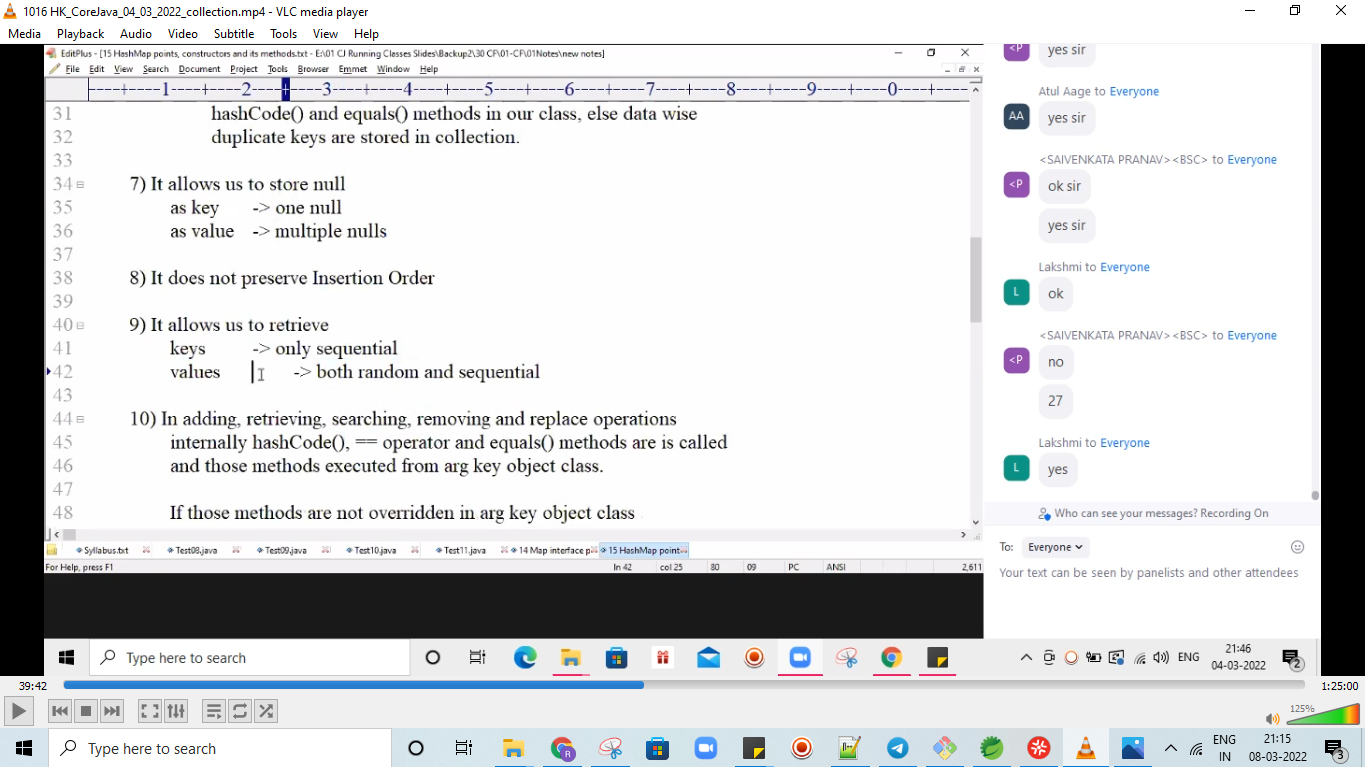 1016 HK_CoreJava_04_03_2022_collection.mp4 - VLC media player
Media Playback Audio Video Subtitle Tools View Help
EditPlus - [15 HashMap points, constructors and its methods.txt - E:\01 CJ Running Classes Slides\Backup2\30 CF\01-CF\01Notes\new notes]
File Edit View Search Document Project Tools Browser Emmet Window Help
----+----1----+----2----+----3----+----4----+----5----+----6----+----7----+----8----+----9----+----0----+--
31 hashCode() and equals() methods in our class, else data wise
32 duplicate keys are stored in collection.
33
34 7) It allows us to store null
35 as key -> one null
36 as value -> multiple nulls
37
38 8) It does not preserve Insertion Order
39
40 9) It allows us to retrieve
41 keys -> only sequential
42 values -> both random and sequential
43
44 10) In adding, retrieving, searching, removing and replace operations
45 internally hashCode(), == operator and equals() methods are is called
46 and those methods executed from arg key object class.
47
48 If those methods are not overridden in arg key object class
Syllabus.txt Test08.java Test09.java Test10.java Test11.java 14 Map interface p 15 HashMap point
For Help, press F1 ln 42 col 25 80 09 PC ANSI 2,611
<P yes sir
Atul Aage to Everyone
AA yes sir
<SAIVENKATA PRANAV><BSC> to Everyone
<P ok sir
yes sir
Lakshmi to Everyone
L ok
<SAIVENKATA PRANAV><BSC> to Everyone
<P no
27
Lakshmi to Everyone
L yes
Who can see your messages? Recording On
To: Everyone
Your text can be seen by panelists and other attendees
Type here to search
ENG 21:46
04-03-2022 2
39:42 1:25:00
125%
Type here to search
ENG 21:15
IN 08-03-2022 3